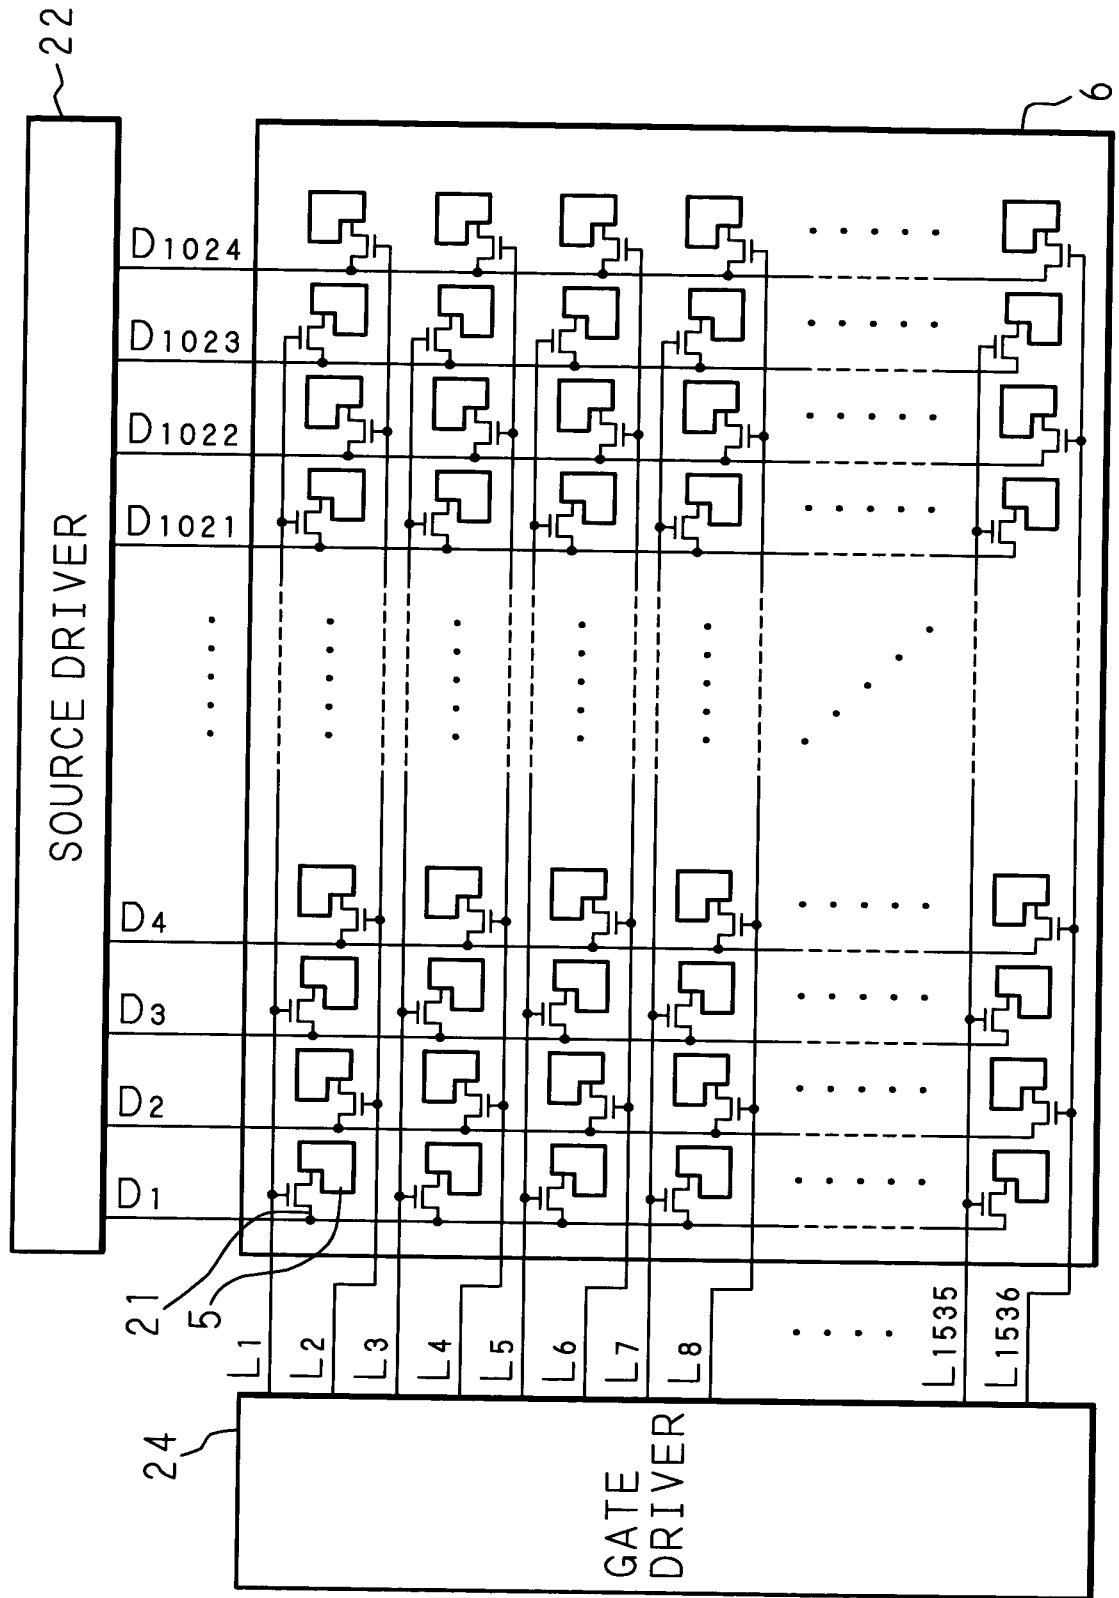 22
SOURCE DRIVER
D1
D2
D3
D4
D1021
D1022
D1023
D1024
6
21
5
L1
L2
L3
L4
L5
L6
L7
L8
L1535
L1536
24
GATE
DRIVER